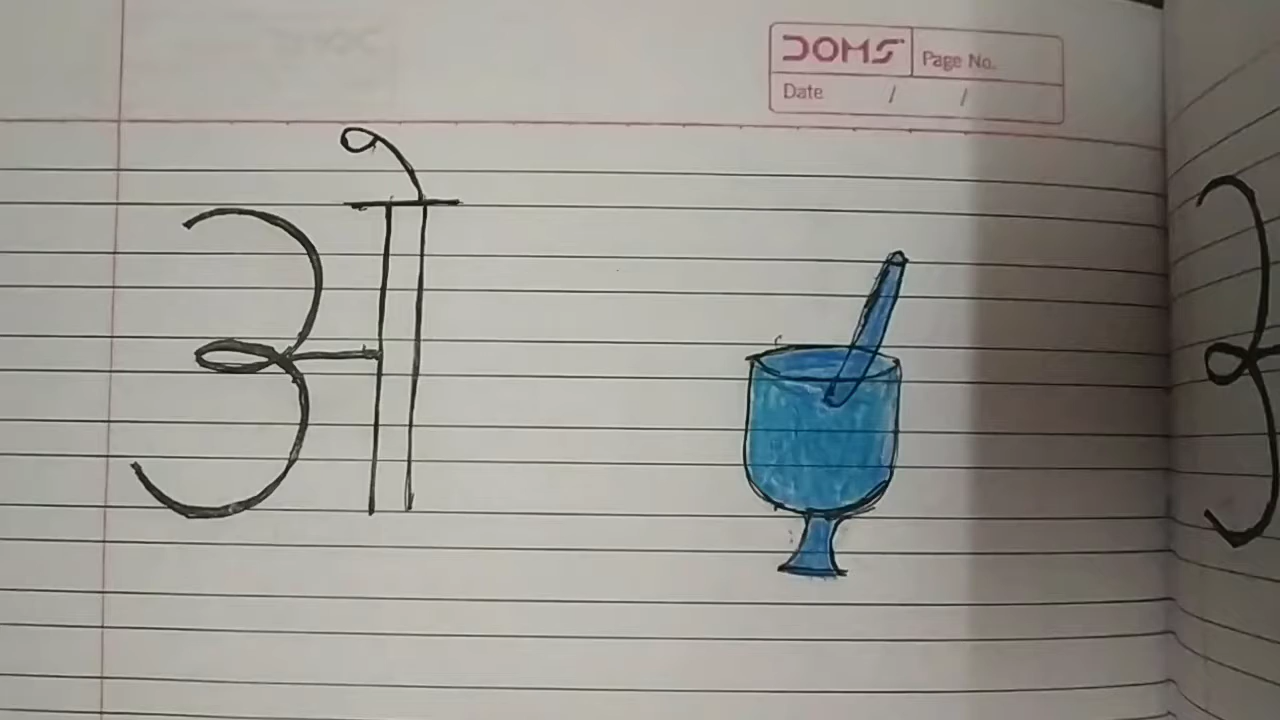 DOMS Page No.
Date / /
ओ